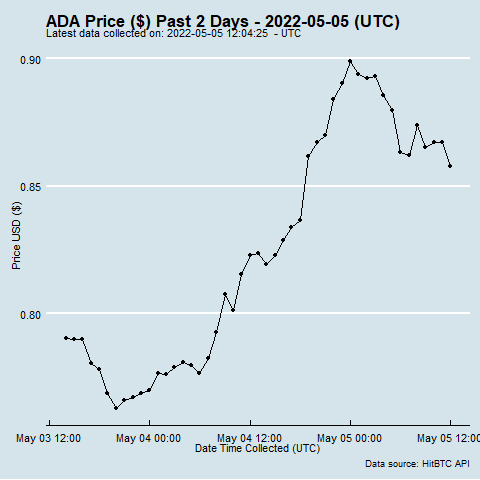 ADA Price ($) Past 2 Days - 2022-05-05 (UTC)
Latest data collected on: 2022-05-05 12:04:25 - UTC
0.90
0.85
0.80
Price USD ($)
May 03 12:00 May 04 00:00 May 04 12:00 May 05 00:00 May 05 12:00
Date Time Collected (UTC)
Data source: HitBTC API